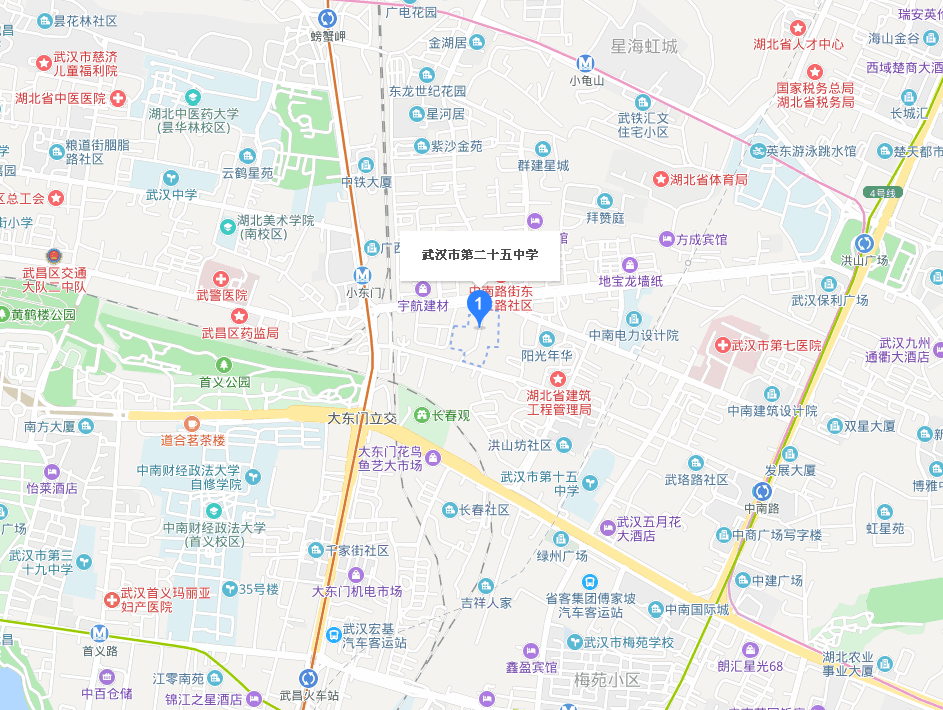 广电花园
瑞安英伦
昙花林社区
螃蟹岬
金湖居
星海虹城
湖北省人才中心
海山金谷
武汉市慈济
儿童福利院
小龟山
西域楚商大酒
国家税务总局
湖北省税务局
湖北省中医医院
东龙世纪花园
星河居
湖北中医药大学
(昙华林校区)
武铁汇文
住宅小区
长城汇
粮道街胭脂
路社区
紫沙金苑
群建星城
英东游泳跳水馆
楚天都市
云鹤星苑
中铁大厦
武汉中学
湖北省体育局
区总工会
4号线
街小学
湖北美术学院
(南校区)
拜赞庭
方成宾馆
广西
武汉市第二十五中学
洪山广场
武昌区交通
大队二中队
武警医院
小东门
地宝龙墙纸
中南路街东
路社区
1
宇航建材
武汉保利广场
黄鹤楼公园
武昌区药监局
中南电力设计院
阳光年华
武汉市第七医院
武汉九州
通衢大酒店
首义公园
湖北省建筑
工程管理局
中南建筑设计院
大东门立交
长春观
南方大厦
道合茗茶楼
双星大厦
新
洪山坊社区
大东门花鸟
鱼艺大市场
中南财经政法大学
自修学院
武汉市第十五
中学
武珞路社区
发展大厦
怡莱酒店
博雅中
中南路
长春社区
广场
中南财经政法大学
(首义校区)
武汉五月花
大酒店
中商广场写字楼
虹星苑
武汉市第三
十九中学
千家街社区
绿州广场
大东门机电市场
35号楼
中建广场
武汉首义玛丽亚
妇产医院
吉祥人家
省客集团傅家坡
汽车客运站
中南国际城
武汉宏基
汽车客运站
武汉市梅苑学校
首义路
鑫盈宾馆
朗汇星光68
湖北农业
事业大厦
江零南苑
梅苑小区
中百仓储
锦江之星酒店
武昌火车站